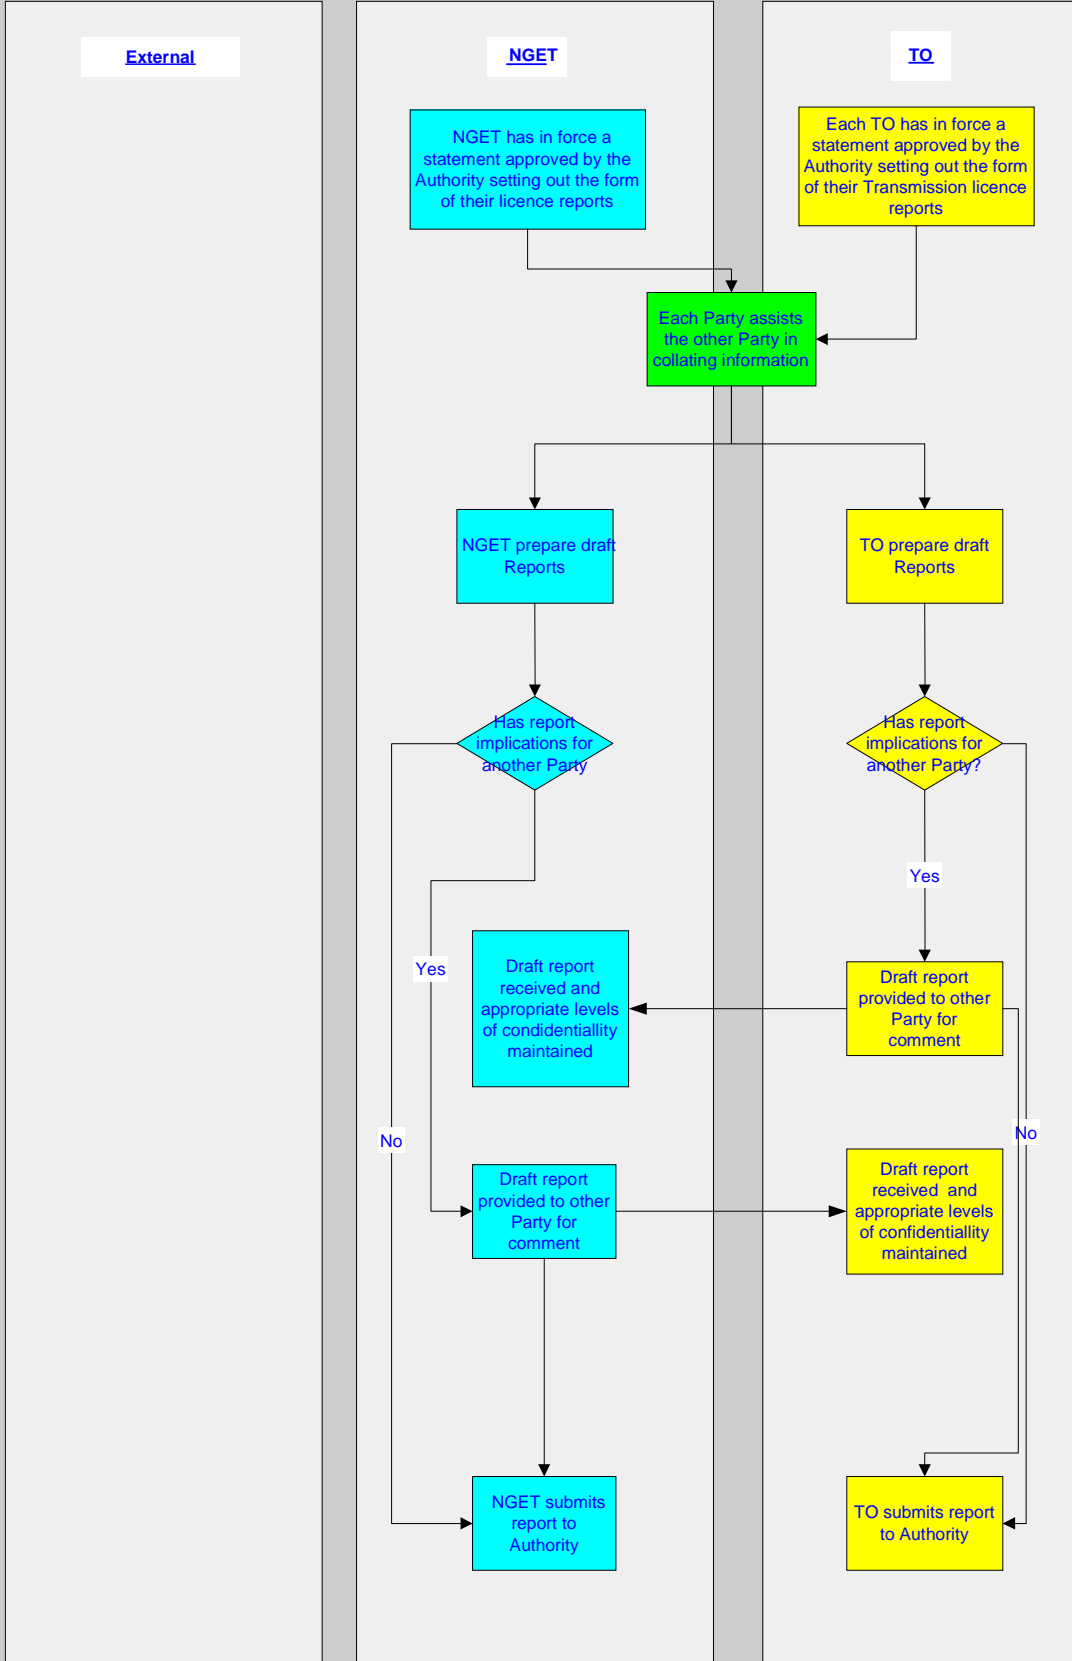 External
NGET
TO
NGET has in force a
statement approved by the
Authority setting out the form
of their licence reports
Each TO has in force a
statement approved by the
Authority setting out the form
of their Transmission licence
reports
Each Party assists
the other Party in
collating information
NGET prepare draft
Reports
TO prepare draft
Reports
Has report
implications for
another Party
Has report
implications for
another Party?
Yes
Draft report
received and
appropriate levels
of condidentiallity
maintained
Draft report
provided to other
Party for
comment
Yes
No
No
Draft report
provided to other
Party for
comment
Draft report
received and
appropriate levels
of confidentiallity
maintained
NGET submits
report to
Authority
TO submits report
to Authority